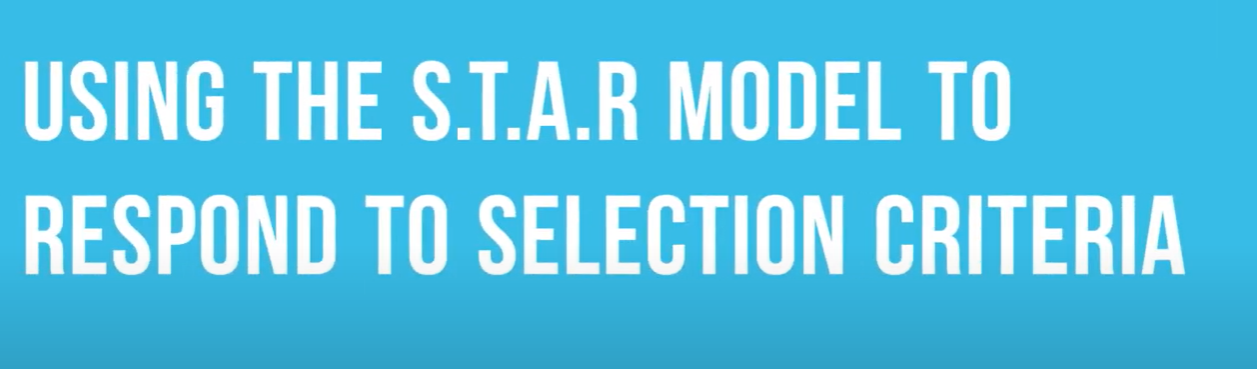 USING THE S.T.A.R MODEL TO
RESPOND TO SELECTION CRITERIA